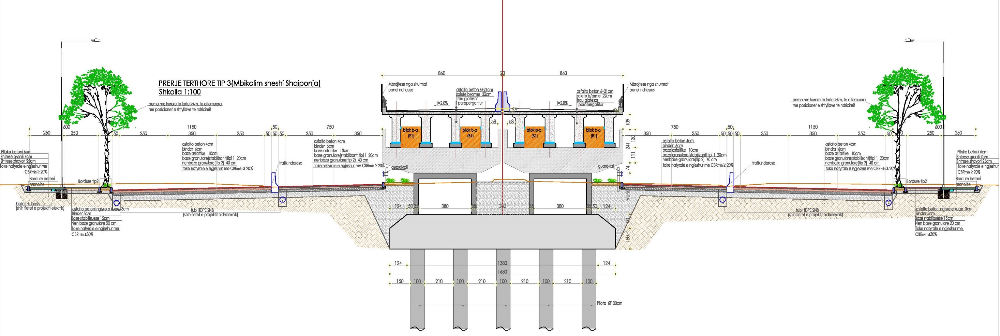 860
20
860
PRERJE TERTHORE TIP 3(Mbikalim sheshi Shqiponja)
Shkalla 1:100
Mbrojtese nga zhurmat
panel ndricues
asfalto beton 6÷21cm
solete b/arme 22cm
trau gjatesor
i parapergatitur
i=2.0%
asfalto beton 6÷21cm
solete b/arme 22cm
trau gjatesor
i parapergatitur
i=2.0%
Mbrojtese nga zhurmat
panel ndricues
peme me kurore te larte >4m, te alternuara
me pozicionet e shtyllave te ndricimit
peme me kurore te larte >4m, te alternuara
me pozicionet e shtyllave te ndricimit
21
58
58
109
600
1150
50
750
750
50
1150
600
250
250
50
350
350
350
50
50
50
350
350
350
350
50
50
50
350
350
350
50
250
250
bllok b-a
(B1)
bllok b-a
(B1)
bllok b-a
(B1)
bllok b-a
(B1)
130
241
111
74
Pllake betoni 6cm
Shtrese granili 7cm
Shtrese zhavori 25cm
Toke natyrale e ngjeshur me
CBRmin ≥ 20%
Bordure betoni
monolite
Bordure tip2
asfalto beton 4cm
binder 6cm
baze asfaltike 10cm
baze granulare(stabilizant)tipi 1 20cm
nenbaze granulare(tip 2) 40 cm
toke natyrale e ngjeshur me CBRmin ≥ 20%
trafik ndarese
asfalto beton 4cm
binder 6cm
baze asfaltike 10cm
baze granulare(stabilizant)tipi 1 20cm
nenbaze granulare(tip 2) 40 cm
toke natyrale e ngjeshur me CBRmin ≥ 20%
guard-rail
guard-rail
asfalto beton 4cm
binder 6cm
baze asfaltike 10cm
baze granulare(stabilizant)tipi 1 20cm
nenbaze granulare(tip 2) 40 cm
toke natyrale e ngjeshur me CBRmin ≥ 20%
trafik ndarese
asfalto beton 4cm
binder 6cm
baze asfaltike 10cm
baze granulare(stabilizant)tipi 1 20cm
nenbaze granulare(tip 2) 40 cm
toke natyrale e ngjeshur me CBRmin ≥ 20%
Pllake betoni 6cm
Shtrese granili 7cm
Shtrese zhavori 25cm
Toke natyrale e ngjeshur me
CBRmin ≥ 20%
Bordure betoni
monolite
Bordure tip2
bateri tubash
(shih fletet e projektit elektrik)
asfalto betoni ngjyre e kuqe 3cm
Binder 5cm
Baze stabilizuese 15cm
Nen baze granulare 20 cm
Toke natyrale e ngjeshur me
CBRmin ≥30%
tub HDPE SN8
(shih fletet e projektit hidroteknik)
124
50
35
380
35
35
380
35
50
124
150
tub HDPE SN8
(shih fletet e projektit hidroteknik)
asfalto betoni ngjyre e kuqe 3cm
Binder 5cm
Baze stabilizuese 15cm
Nen baze granulare 20 cm
Toke natyrale e ngjeshur me
CBRmin ≥30%
124
1382
124
1630
150
100
210
100
210
100
210
100
210
100
Pilota Ø100cm